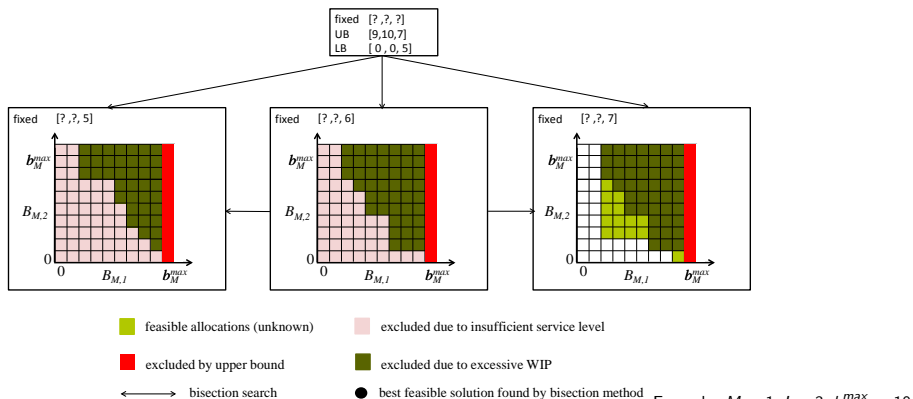 fixed [? ,?, ?]
UB [9,10,7]
LB [ 0 , 0, 5]
fixed [? ,?, 5]
b_M^max
B_M,2
0
0
B_M,1
b_M^max
fixed [? ,?, 6]
b_M^max
B_M,2
0
0
B_M,1
b_M^max
fixed [? ,?, 7]
b_M^max
B_M,2
0
0
B_M,1
b_M^max
feasible allocations (unknown)
excluded due to insufficient service level
excluded by upper bound
excluded due to excessive WIP
bisection search
best feasible solution found by bisection method